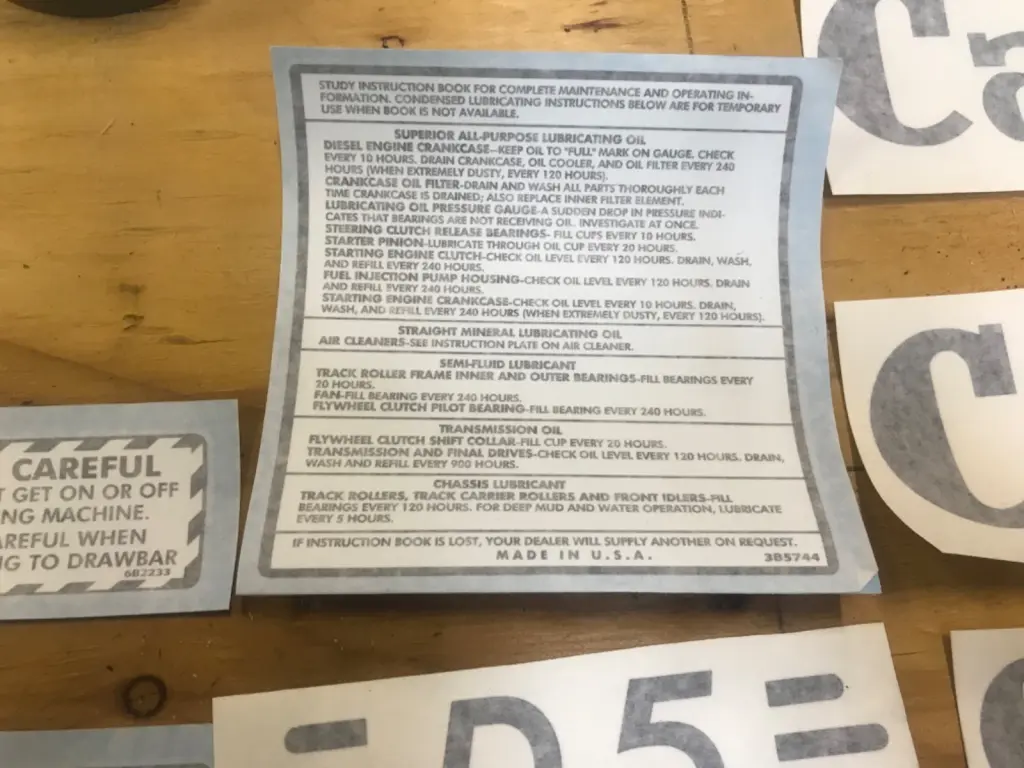 STUDY INSTRUCTION BOOK FOR COMPLETE MAINTENANCE AND OPERATING IN-
FORMATION. CONDENSED LUBRICATING INSTRUCTIONS BELOW ARE FOR TEMPORARY
USE WHEN BOOK IS NOT AVAILABLE.
SUPERIOR ALL-PURPOSE LUBRICATING OIL
DIESEL ENGINE CRANKCASE-KEEP OIL TO "FULL" MARK ON GAUGE. CHECK
EVERY 10 HOURS. DRAIN CRANKCASE, OIL COOLER, AND OIL FILTER EVERY 240
HOURS (WHEN EXTREMELY DUSTY, EVERY 120 HOURS).
CRANKCASE OIL FILTER-DRAIN AND WASH ALL PARTS THOROUGHLY EACH
TIME CRANKCASE IS DRAINED; ALSO REPLACE INNER FILTER ELEMENT.
LUBRICATING OIL PRESSURE GAUGE-A SUDDEN DROP IN PRESSURE INDI-
CATES THAT BEARINGS ARE NOT RECEIVING OIL. INVESTIGATE AT ONCE.
STEERING CLUTCH RELEASE BEARINGS- FILL CUPS EVERY 10 HOURS.
STARTER PINION-LUBRICATE THROUGH OIL CUP EVERY 20 HOURS.
STARTING ENGINE CLUTCH-CHECK OIL LEVEL EVERY 120 HOURS. DRAIN, WASH,
AND REFILL EVERY 240 HOURS.
FUEL INJECTION PUMP HOUSING-CHECK OIL LEVEL EVERY 120 HOURS. DRAIN
AND REFILL EVERY 240 HOURS.
STARTING ENGINE CRANKCASE-CHECK OIL LEVEL EVERY 10 HOURS. DRAIN,
WASH, AND REFILL EVERY 240 HOURS (WHEN EXTREMELY DUSTY, EVERY 120 HOURS).
STRAIGHT MINERAL LUBRICATING OIL
AIR CLEANERS-SEE INSTRUCTION PLATE ON AIR CLEANER.
SEMI-FLUID LUBRICANT
TRACK ROLLER FRAME INNER AND OUTER BEARINGS-FILL BEARINGS EVERY
20 HOURS.
FAN-FILL BEARING EVERY 240 HOURS.
FLYWHEEL CLUTCH PILOT BEARING-FILL BEARING EVERY 240 HOURS.
TRANSMISSION OIL
FLYWHEEL CLUTCH SHIFT COLLAR-FILL CUP EVERY 20 HOURS.
TRANSMISSION AND FINAL DRIVES-CHECK OIL LEVEL EVERY 120 HOURS. DRAIN,
WASH AND REFILL EVERY 900 HOURS.
CHASSIS LUBRICANT
TRACK ROLLERS, TRACK CARRIER ROLLERS AND FRONT IDLERS-FILL
BEARINGS EVERY 120 HOURS. FOR DEEP MUD AND WATER OPERATION, LUBRICATE
EVERY 5 HOURS.
IF INSTRUCTION BOOK IS LOST, YOUR DEALER WILL SUPPLY ANOTHER ON REQUEST.
MADE IN U.S.A. 3B5744
CAREFUL
T GET ON OR OFF
NG MACHINE.
AREFUL WHEN
G TO DRAWBAR
6B2233
Ca
C
D5